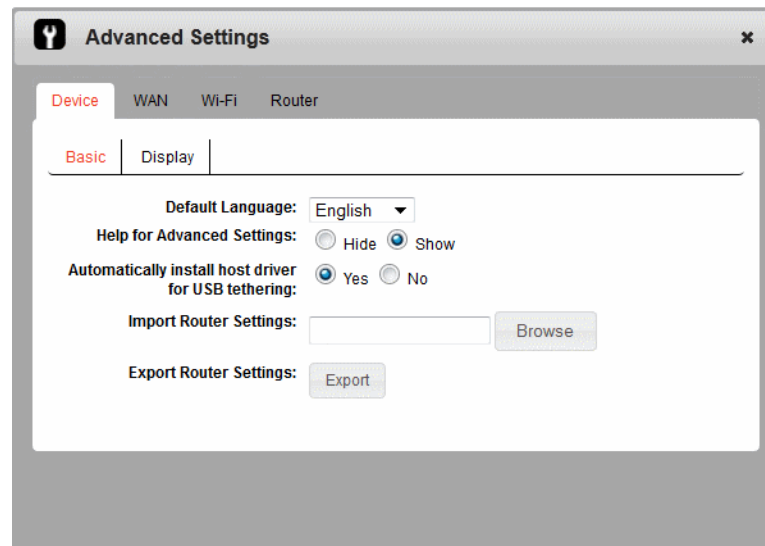 Advanced Settings
Device WAN Wi-Fi Router
Basic Display
Default Language: English
Help for Advanced Settings: Hide Show
Automatically install host driver
for USB tethering: Yes No
Import Router Settings: Browse
Export Router Settings: Export